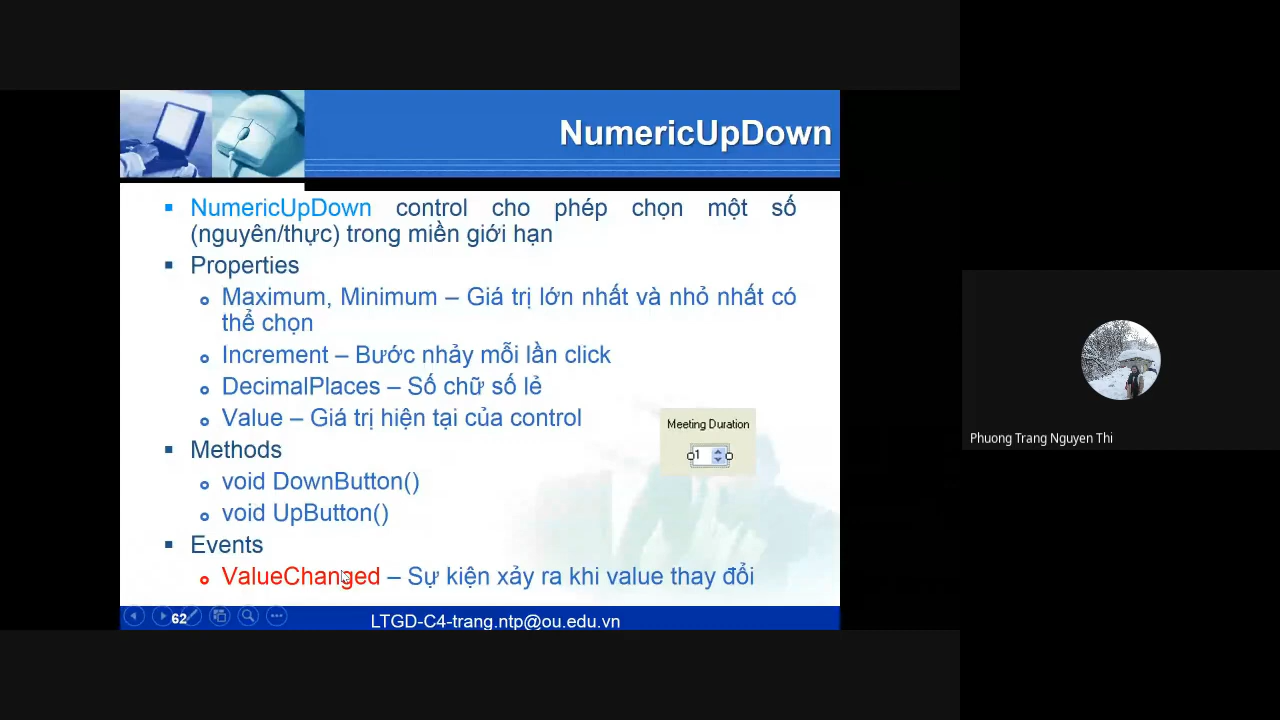 NumericUpDown
NumericUpDown control cho phép chọn một số
(nguyên/thực) trong miền giới hạn
Properties
Maximum, Minimum – Giá trị lớn nhất và nhỏ nhất có
thể chọn
Increment – Bước nhảy mỗi lần click
DecimalPlaces – Số chữ số lẻ
Value – Giá trị hiện tại của control
Meeting Duration
1
Methods
void DownButton()
void UpButton()
Events
ValueChanged – Sự kiện xảy ra khi value thay đổi
62
LTGD-C4-trang.ntp@ou.edu.vn
Phuong Trang Nguyen Thi